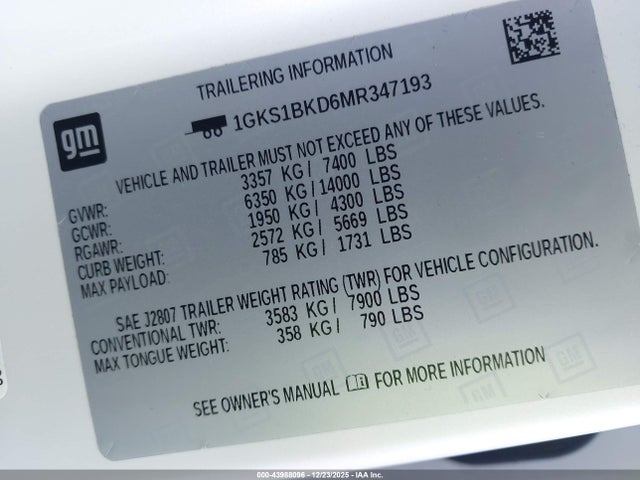 TRAILERING INFORMATION
gm
1GKS1BKD6MR347193
VEHICLE AND TRAILER MUST NOT EXCEED ANY OF THESE VALUES.
GVWR: 3357 KG / 7400 LBS
GCWR: 6350 KG / 14000 LBS
RGAWR: 1950 KG / 4300 LBS
CURB WEIGHT: 2572 KG / 5669 LBS
MAX PAYLOAD: 785 KG / 1731 LBS
SAE J2807 TRAILER WEIGHT RATING (TWR) FOR VEHICLE CONFIGURATION.
CONVENTIONAL TWR: 3583 KG / 7900 LBS
MAX TONGUE WEIGHT: 358 KG / 790 LBS
SEE OWNER'S MANUAL FOR MORE INFORMATION
000-43988096 - 12/23/2025 - IAA Inc.